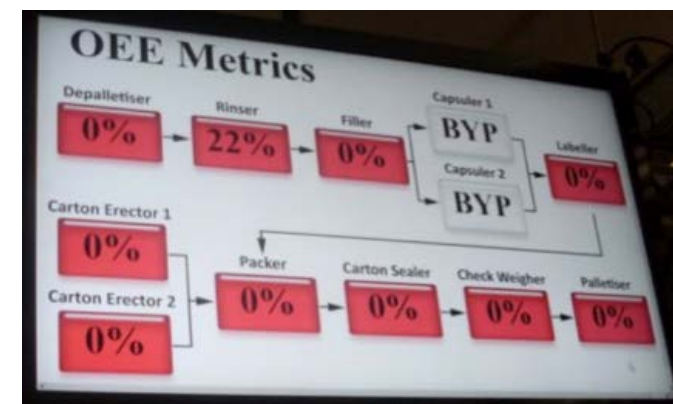 OEE Metrics
Depalletiser
0%
Rinser
22%
Filler
0%
Capsuler 1
BYP
Capsuler 2
BYP
Labeller
0%
Carton Erector 1
0%
Carton Erector 2
0%
Packer
0%
Carton Sealer
0%
Check Weigher
0%
Palletiser
0%